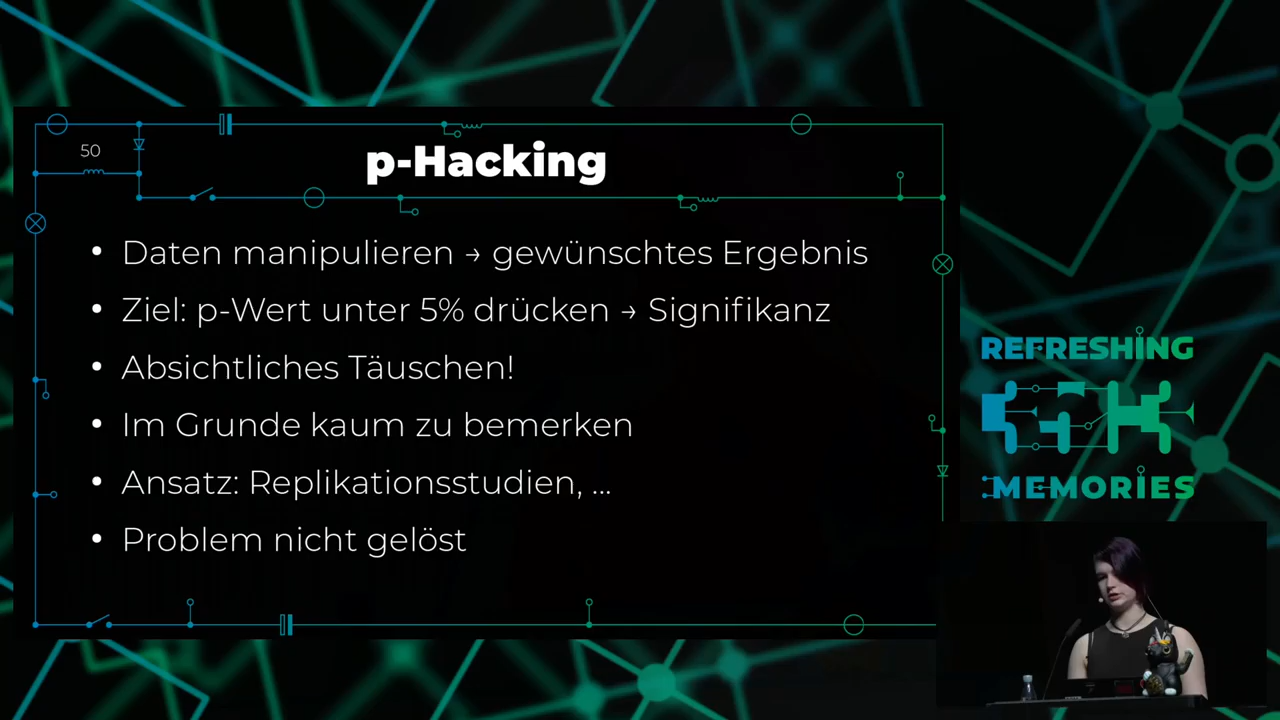 50
p-Hacking
• Daten manipulieren → gewünschtes Ergebnis
• Ziel: p-Wert unter 5% drücken → Signifikanz
• Absichtliches Täuschen!
• Im Grunde kaum zu bemerken
• Ansatz: Replikationsstudien, ...
• Problem nicht gelöst
REFRESHING
MEMORIES